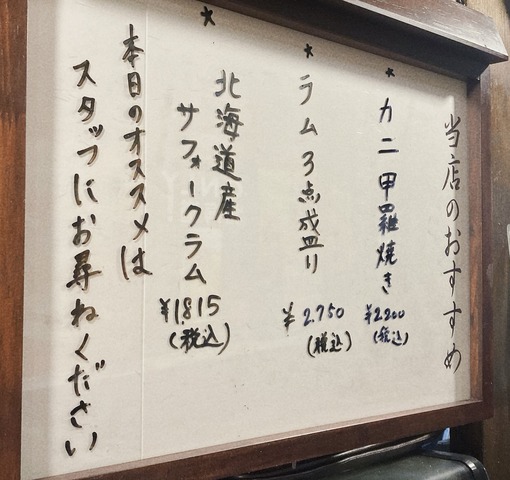 当店のおすすめ
* カニ甲羅焼き ¥2200 (税込)
* ラム3点盛り ¥2.750 (税込)
* 北海道産
サフォークラム ¥1815 (税込)
本日のオススメは
スタッフにお尋ねください